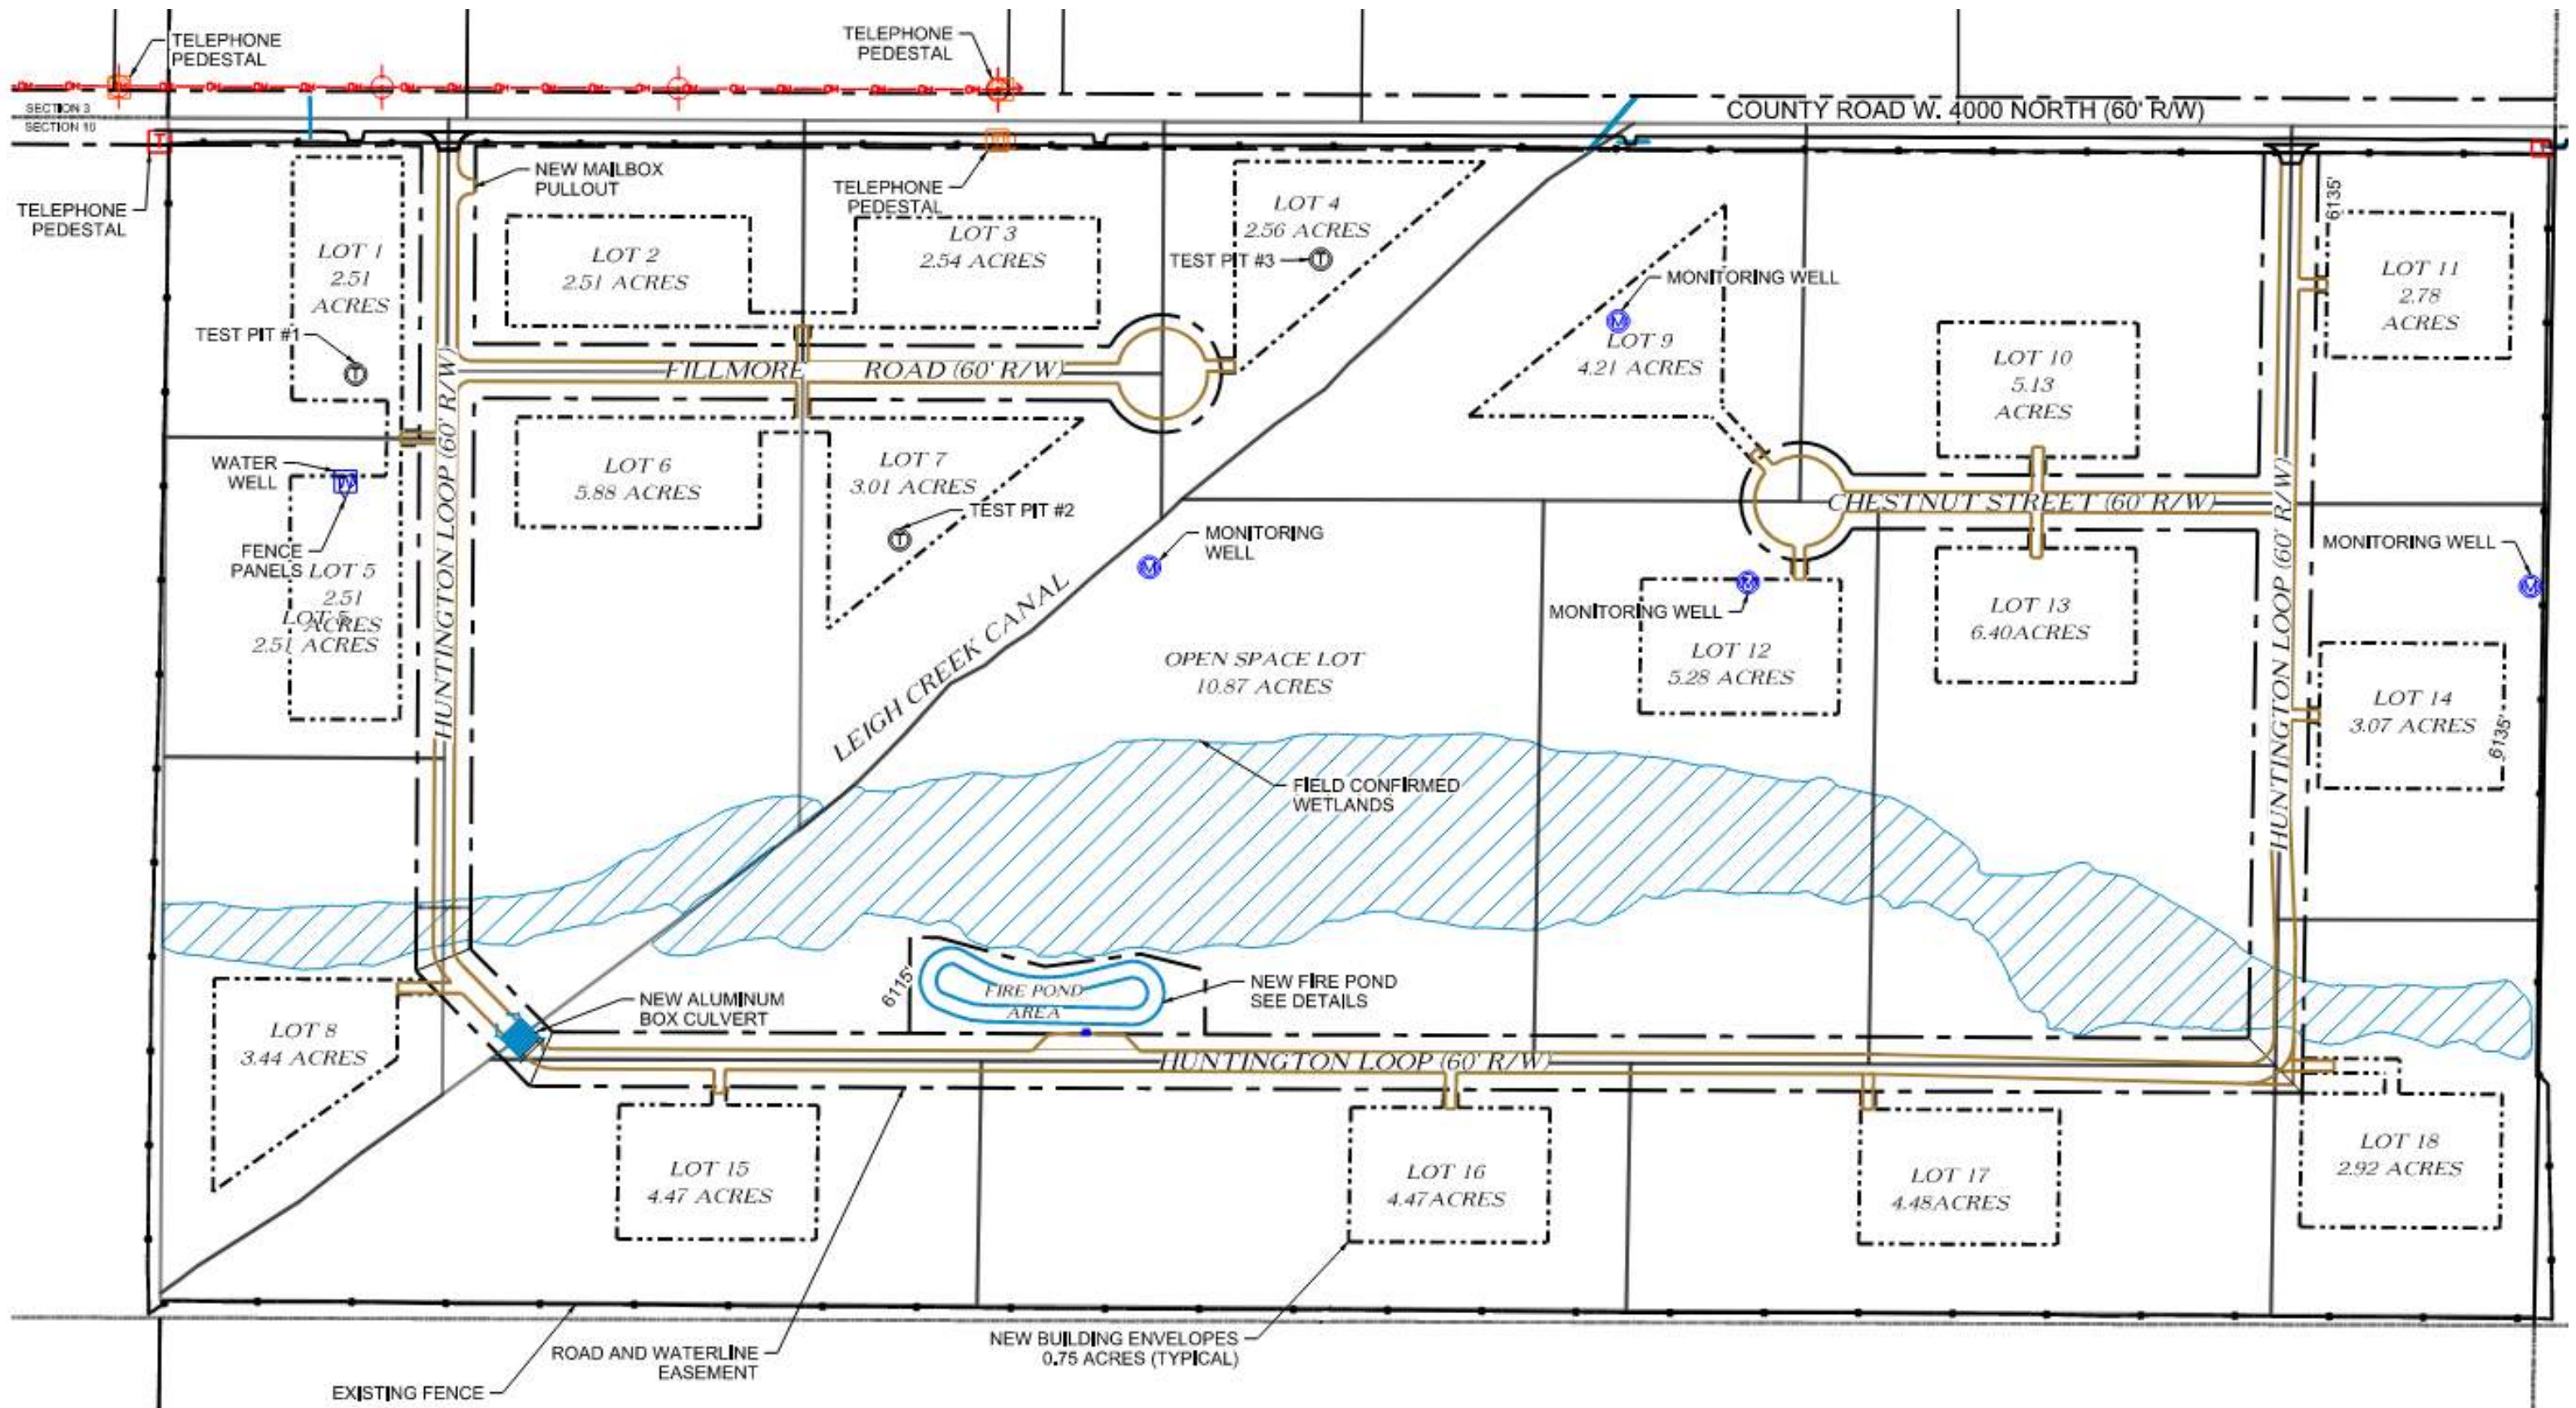 TELEPHONE
PEDESTAL
TELEPHONE
PEDESTAL
SECTION 3
SECTION 10
COUNTY ROAD W. 4000 NORTH (60' R/W)
TELEPHONE
PEDESTAL
NEW MAILBOX
PULLOUT
TELEPHONE
PEDESTAL
LOT 1
2.51
ACRES
LOT 2
2.51 ACRES
LOT 3
2.54 ACRES
LOT 4
2.56 ACRES
TEST PIT #3
T
MONITORING WELL
M
LOT 9
4.21 ACRES
LOT 10
5.13
ACRES
6135'
LOT 11
2.78
ACRES
TEST PIT #1
T
FILLMORE ROAD (60' R/W)
HUNTINGTON LOOP (60' R/W)
WATER
WELL
W
FENCE
PANELS
LOT 5
2.51
ACRES
LOT 5
2.51 ACRES
LOT 6
5.88 ACRES
LOT 7
3.01 ACRES
TEST PIT #2
T
MONITORING
WELL
M
CHESTNUT STREET (60' R/W)
HUNTINGTON LOOP (60' R/W)
MONITORING WELL
M
MONITORING WELL
M
LOT 12
5.28 ACRES
LOT 13
6.40ACRES
LOT 14
3.07 ACRES
6135'
LEIGH CREEK CANAL
OPEN SPACE LOT
10.87 ACRES
FIELD CONFIRMED
WETLANDS
LOT 8
3.44 ACRES
NEW ALUMINUM
BOX CULVERT
6115'
FIRE POND
AREA
NEW FIRE POND
SEE DETAILS
HUNTINGTON LOOP (60' R/W)
LOT 15
4.47 ACRES
LOT 16
4.47ACRES
LOT 17
4.48ACRES
LOT 18
2.92 ACRES
NEW BUILDING ENVELOPES
0.75 ACRES (TYPICAL)
ROAD AND WATERLINE
EASEMENT
EXISTING FENCE